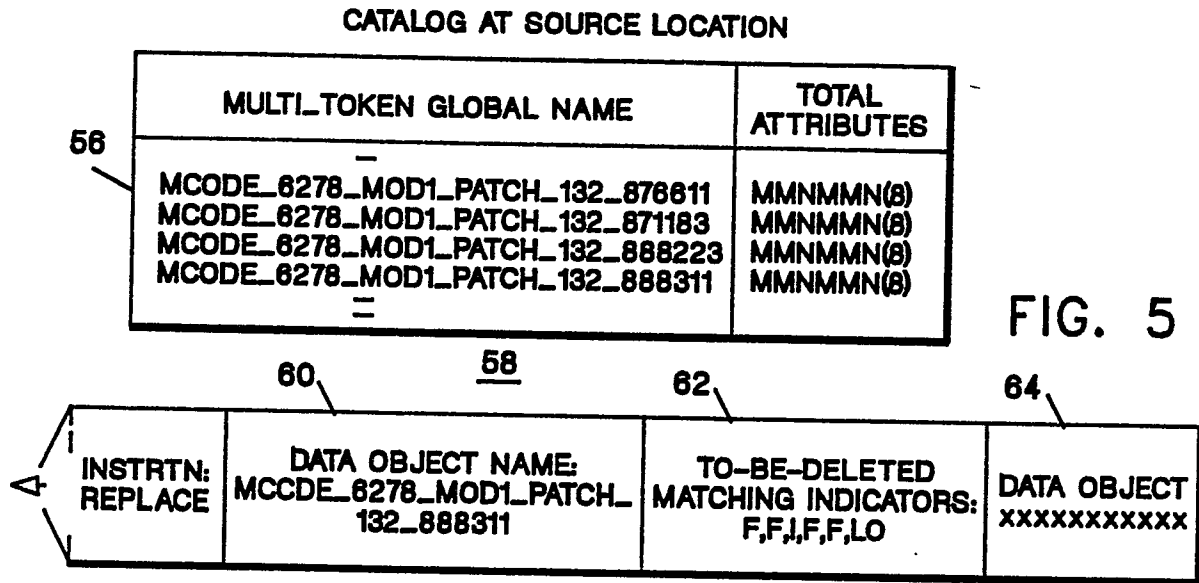 CATALOG AT SOURCE LOCATION
MULTI_TOKEN GLOBAL NAME
TOTAL
ATTRIBUTES
56
MCODE_6278_MOD1_PATCH_132_876611 MMNMMN(8)
MCODE_6278_MOD1_PATCH_132_871183 MMNMMN(8)
MCODE_6278_MOD1_PATCH_132_888223 MMNMMN(8)
MCODE_6278_MOD1_PATCH_132_888311 MMNMMN(8)
FIG. 5
58
60
62
64
INSTRTN:
REPLACE
DATA OBJECT NAME:
MCCDE_6278_MOD1_PATCH_
132_888311
TO-BE-DELETED
MATCHING INDICATORS:
F,F,I,F,F,LO
DATA OBJECT
XXXXXXXXXXX